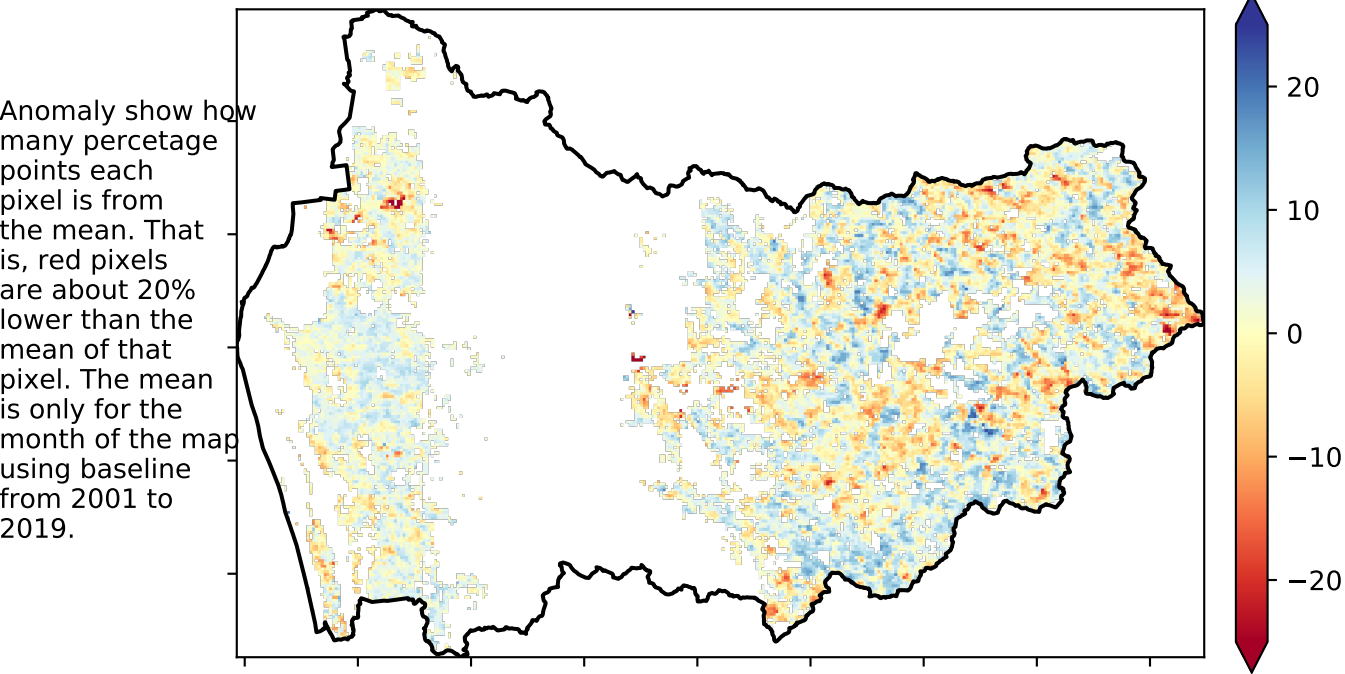 Anomaly show how
many percetage
points each
pixel is from
the mean. That
is, red pixels
are about 20%
lower than the
mean of that
pixel. The mean
is only for the
month of the map
using baseline
from 2001 to
2019.
20
10
0
−10
−20